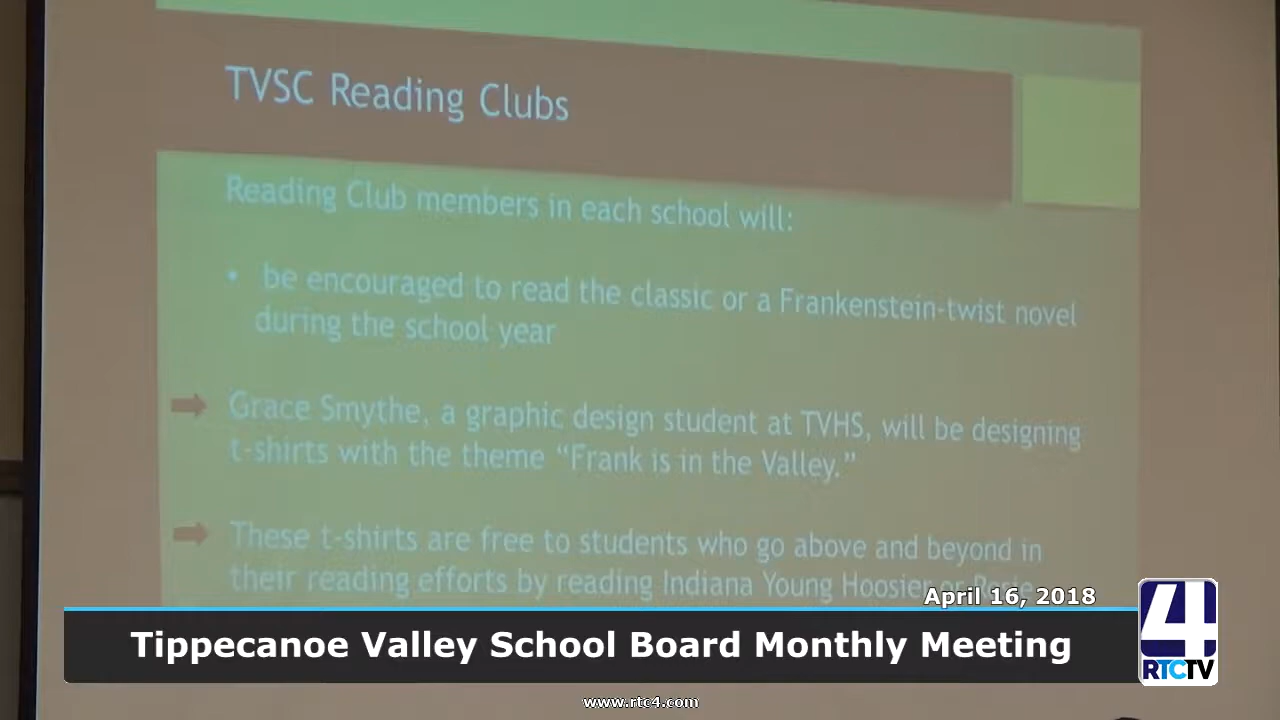 TVSC Reading Clubs
Reading Club members in each school will:
• be encouraged to read the classic or a Frankenstein-twist novel
during the school year
Grace Smythe, a graphic design student at TVHS, will be designing
t-shirts with the theme “Frank is in the Valley.”
These t-shirts are free to students who go above and beyond in
their reading efforts by reading Indiana Young Hoosier or Rosie
April 16, 2018
Tippecanoe Valley School Board Monthly Meeting
4
RTCTV
www.rtc4.com